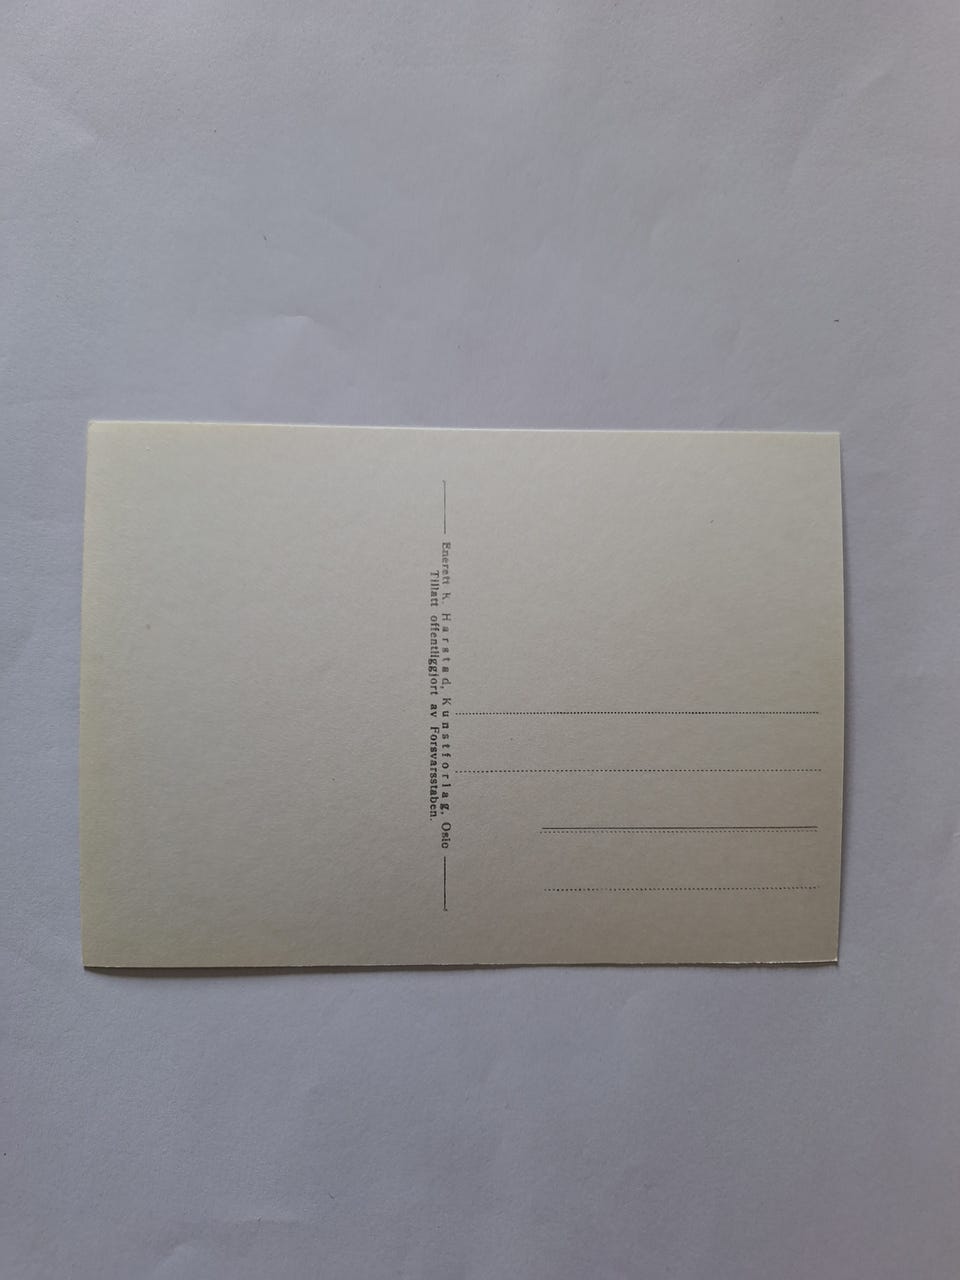 Enerett K. Harstad, Kunstforlag, Oslo
Tillatt offentliggjort av Forsvarsstaben.